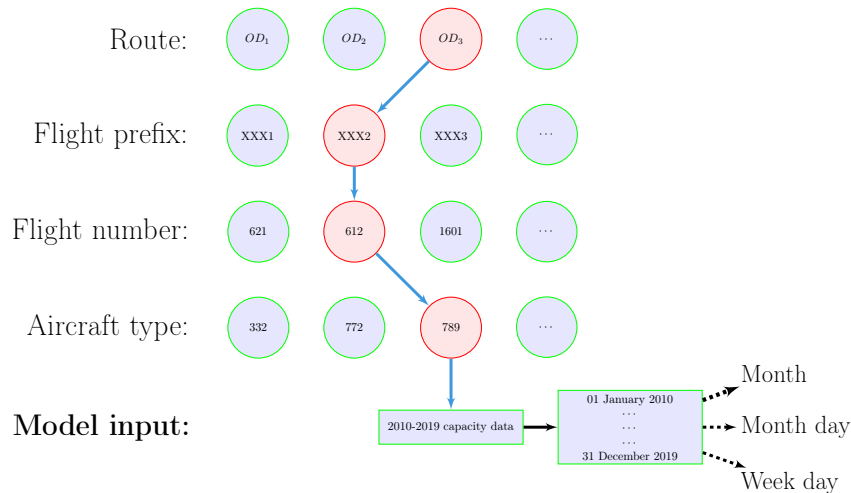 Route: OD₁ OD₂ OD₃ ...
Flight prefix: XXX1 XXX2 XXX3 ...
Flight number: 621 612 1601 ...
Aircraft type: 332 772 789 ...
Model input: 2010-2019 capacity data
01 January 2010
...
...
...
31 December 2019
Month
Month day
Week day